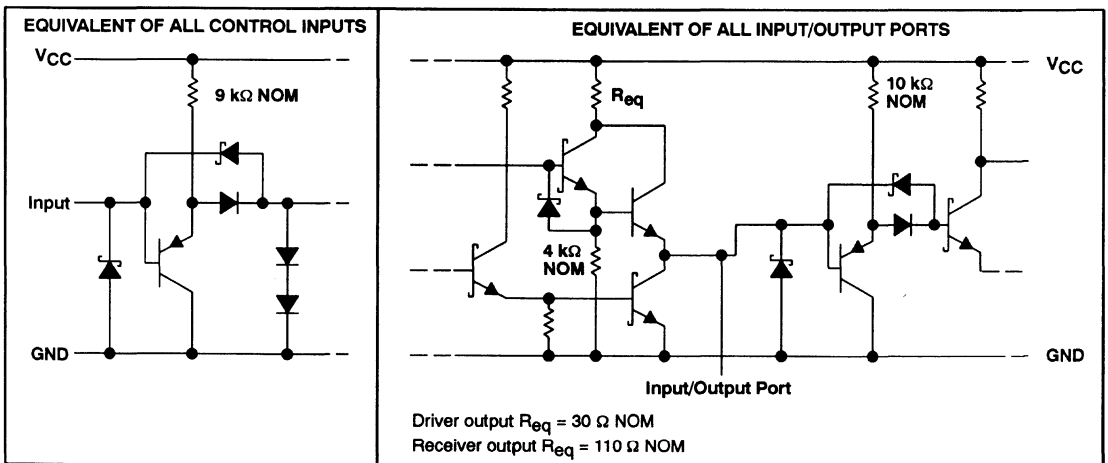 EQUIVALENT OF ALL CONTROL INPUTS
VCC
9 kΩ NOM
Input
GND
EQUIVALENT OF ALL INPUT/OUTPUT PORTS
VCC
Req
10 kΩ
NOM
4 kΩ
NOM
GND
Input/Output Port
Driver output Req = 30 Ω NOM
Receiver output Req = 110 Ω NOM